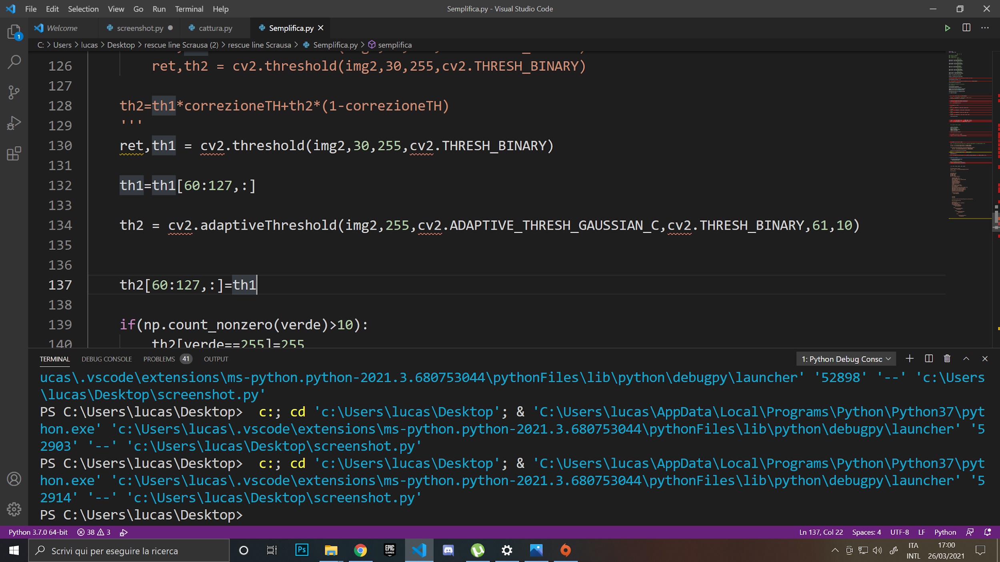 File Edit Selection View Go Run Terminal Help
Semplifica.py - Visual Studio Code
Welcome screenshot.py cattura.py Semplifica.py
C: > Users > lucas > Desktop > rescue line Scrausa (2) > rescue line Scrausa > Semplifica.py > semplifica
1
126 ret,th2 = cv2.threshold(img2,30,255,cv2.THRESH_BINARY)
127
128 th2=th1*correzioneTH+th2*(1-correzioneTH)
129 '''
130 ret,th1 = cv2.threshold(img2,30,255,cv2.THRESH_BINARY)
131
132 th1=th1[60:127,:]
133
134 th2 = cv2.adaptiveThreshold(img2,255,cv2.ADAPTIVE_THRESH_GAUSSIAN_C,cv2.THRESH_BINARY,61,10)
135
136
137 th2[60:127,:]=th1
138
139 if(np.count_nonzero(verde)>10):
140 th2[verde==255]=255
TERMINAL DEBUG CONSOLE PROBLEMS 41 OUTPUT
1: Python Debug Consc
ucas\.vscode\extensions\ms-python.python-2021.3.680753044\pythonFiles\lib\python\debugpy\launcher' '52898' '--' 'c:\Users
\lucas\Desktop\screenshot.py'
PS C:\Users\lucas\Desktop>  c:; cd 'c:\Users\lucas\Desktop'; & 'C:\Users\lucas\AppData\Local\Programs\Python\Python37\pyt
hon.exe' 'c:\Users\lucas\.vscode\extensions\ms-python.python-2021.3.680753044\pythonFiles\lib\python\debugpy\launcher' '5
2903' '--' 'c:\Users\lucas\Desktop\screenshot.py'
PS C:\Users\lucas\Desktop>  c:; cd 'c:\Users\lucas\Desktop'; & 'C:\Users\lucas\AppData\Local\Programs\Python\Python37\pyt
hon.exe' 'c:\Users\lucas\.vscode\extensions\ms-python.python-2021.3.680753044\pythonFiles\lib\python\debugpy\launcher' '5
2914' '--' 'c:\Users\lucas\Desktop\screenshot.py'
PS C:\Users\lucas\Desktop>
Python 3.7.0 64-bit 38 3
Ln 137, Col 22 Spaces: 4 UTF-8 LF Python
Scrivi qui per eseguire la ricerca
Ps
EPIC
GAMES
ITA
INTL
17:00
26/03/2021